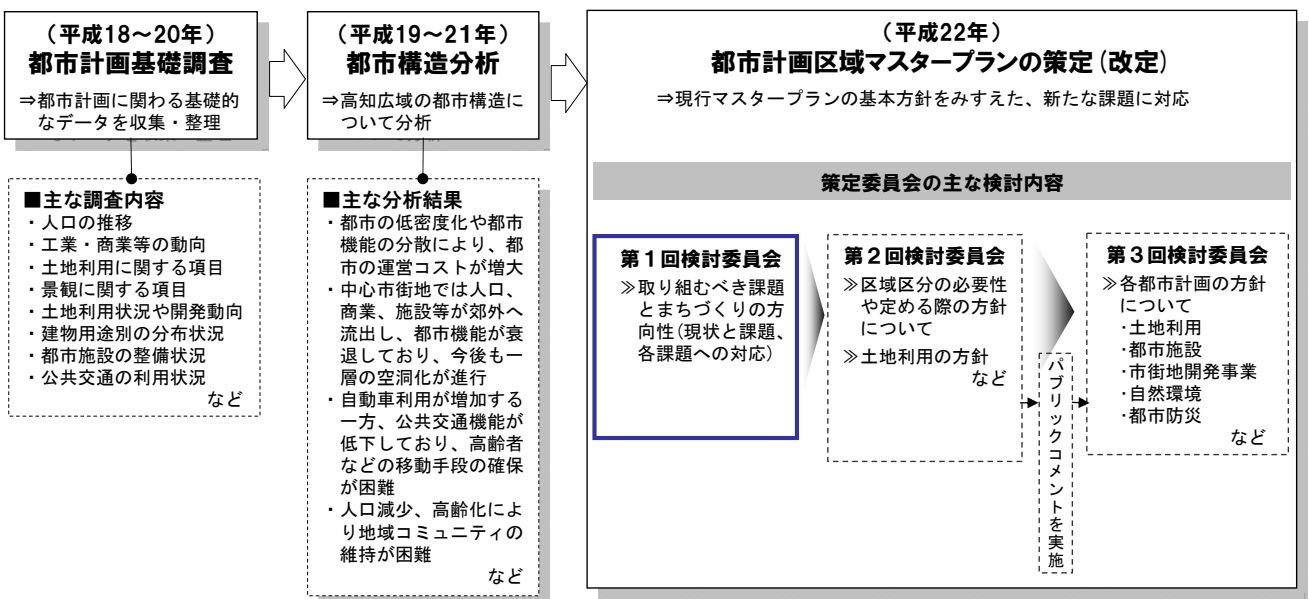 （平成18～20年）
都市計画基礎調査
⇒都市計画に関わる基礎的
なデータを収集・整理
■主な調査内容
・人口の推移
・工業・商業等の動向
・土地利用に関する項目
・景観に関する項目
・土地利用状況や開発動向
・建物用途別の分布状況
・都市施設の整備状況
・公共交通の利用状況
など
（平成19～21年）
都市構造分析
⇒高知広域の都市構造に
ついて分析
■主な分析結果
・都市の低密度化や都市
機能の分散により、都
市の運営コストが増大
・中心市街地では人口、
商業、施設等が郊外へ
流出し、都市機能が衰
退しており、今後も一
層の空洞化が進行
・自動車利用が増加する
一方、公共交通機能が
低下しており、高齢者
などの移動手段の確保
が困難
・人口減少、高齢化によ
り地域コミュニティの
維持が困難
など
（平成22年）
都市計画区域マスタープランの策定（改定）
⇒現行マスタープランの基本方針をみすえた、新たな課題に対応
策定委員会の主な検討内容
第１回検討委員会
≫取り組むべき課題
とまちづくりの方
向性（現状と課題、
各課題への対応）
第２回検討委員会
≫区域区分の必要性
や定める際の方針
について
≫土地利用の方針
など
パブリックコメントを実施
第３回検討委員会
≫各都市計画の方針
について
・土地利用
・都市施設
・市街地開発事業
・自然環境
・都市防災
など